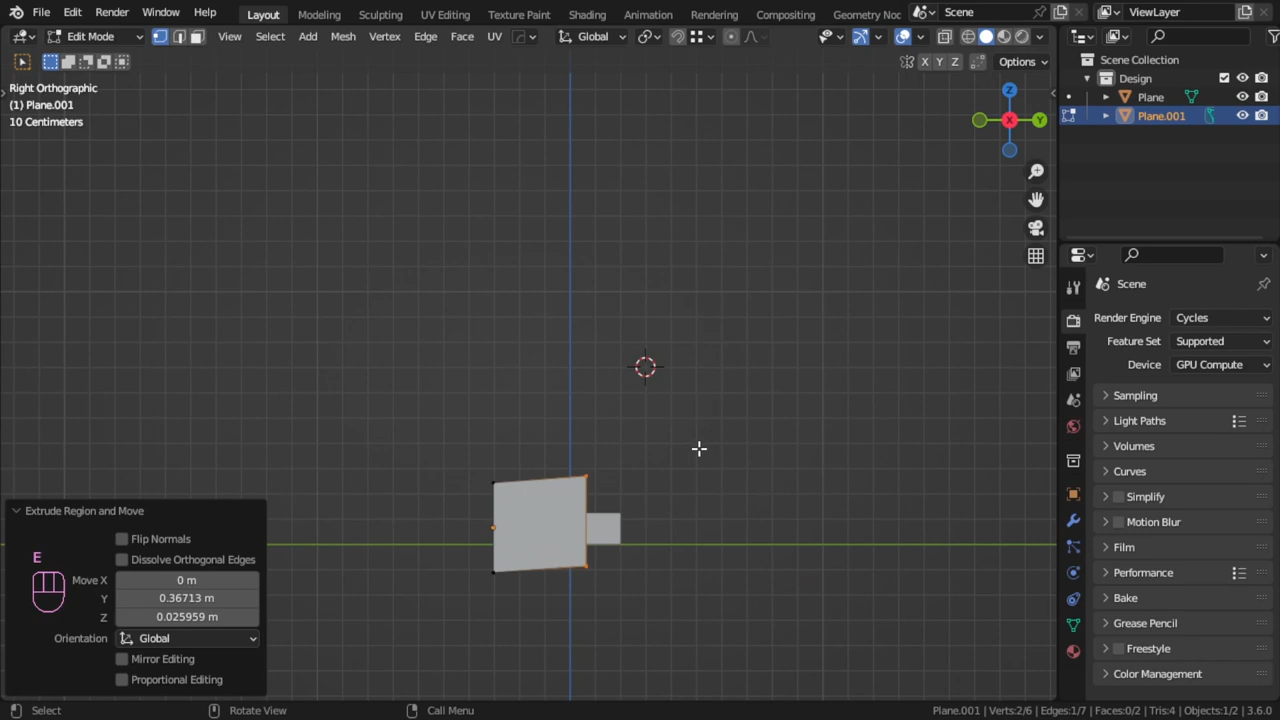 File Edit Render Window Help Layout Modeling Sculpting UV Editing Texture Paint Shading Animation Rendering Compositing Geometry Noc Scene ViewLayer
Edit Mode View Select Add Mesh Vertex Edge Face UV Global
X Y Z Options
Right Orthographic
(1) Plane.001
10 Centimeters
Z
X
Y
Scene Collection
Design
Plane
Plane.001
Scene
Render Engine Cycles
Feature Set Supported
Device GPU Compute
Sampling
Light Paths
Volumes
Curves
Simplify
Motion Blur
Film
Performance
Bake
Grease Pencil
Freestyle
Color Management
Extrude Region and Move
Flip Normals
Dissolve Orthogonal Edges
E
Move X 0 m
Y 0.36713 m
Z 0.025959 m
Orientation Global
Mirror Editing
Proportional Editing
Select Rotate View Call Menu Plane.001 | Verts:2/6 | Edges:1/7 | Faces:0/2 | Tris:4 | Objects:1/2 | 3.6.0